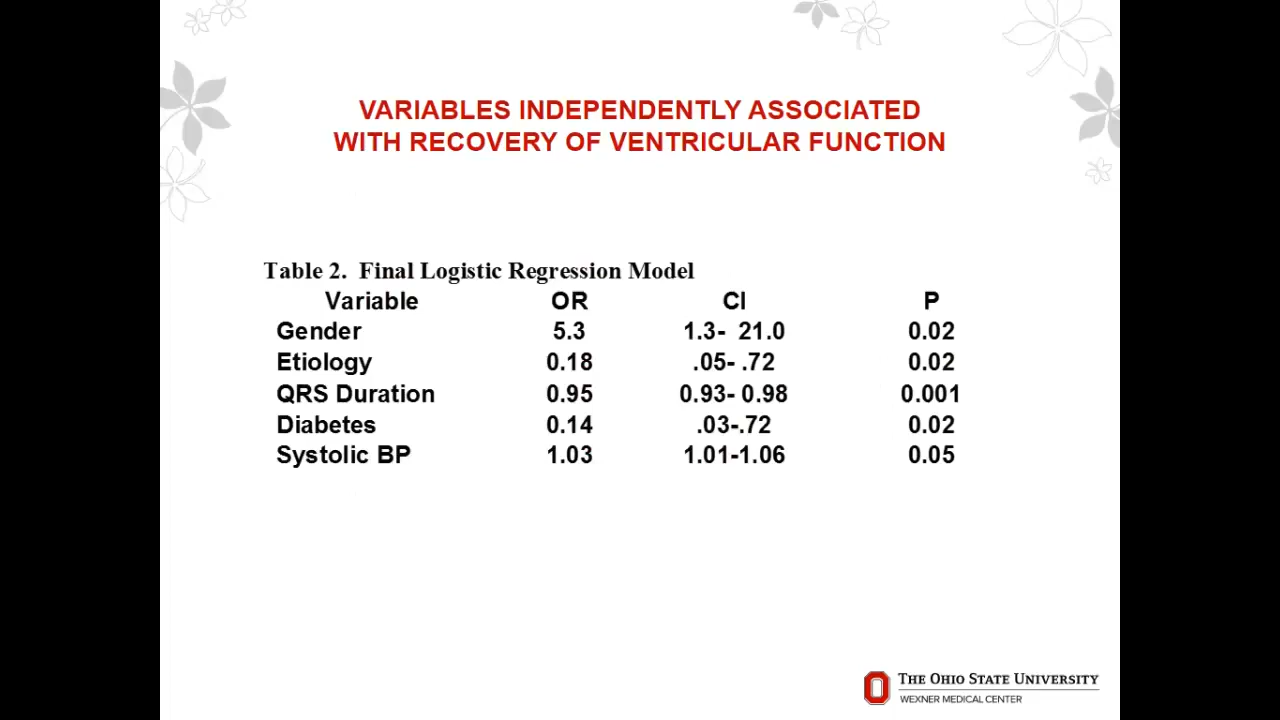 VARIABLES INDEPENDENTLY ASSOCIATED
WITH RECOVERY OF VENTRICULAR FUNCTION
Table 2. Final Logistic Regression Model
Variable OR CI P
Gender 5.3 1.3- 21.0 0.02
Etiology 0.18 .05- .72 0.02
QRS Duration 0.95 0.93- 0.98 0.001
Diabetes 0.14 .03-.72 0.02
Systolic BP 1.03 1.01-1.06 0.05
THE OHIO STATE UNIVERSITY
WEXNER MEDICAL CENTER